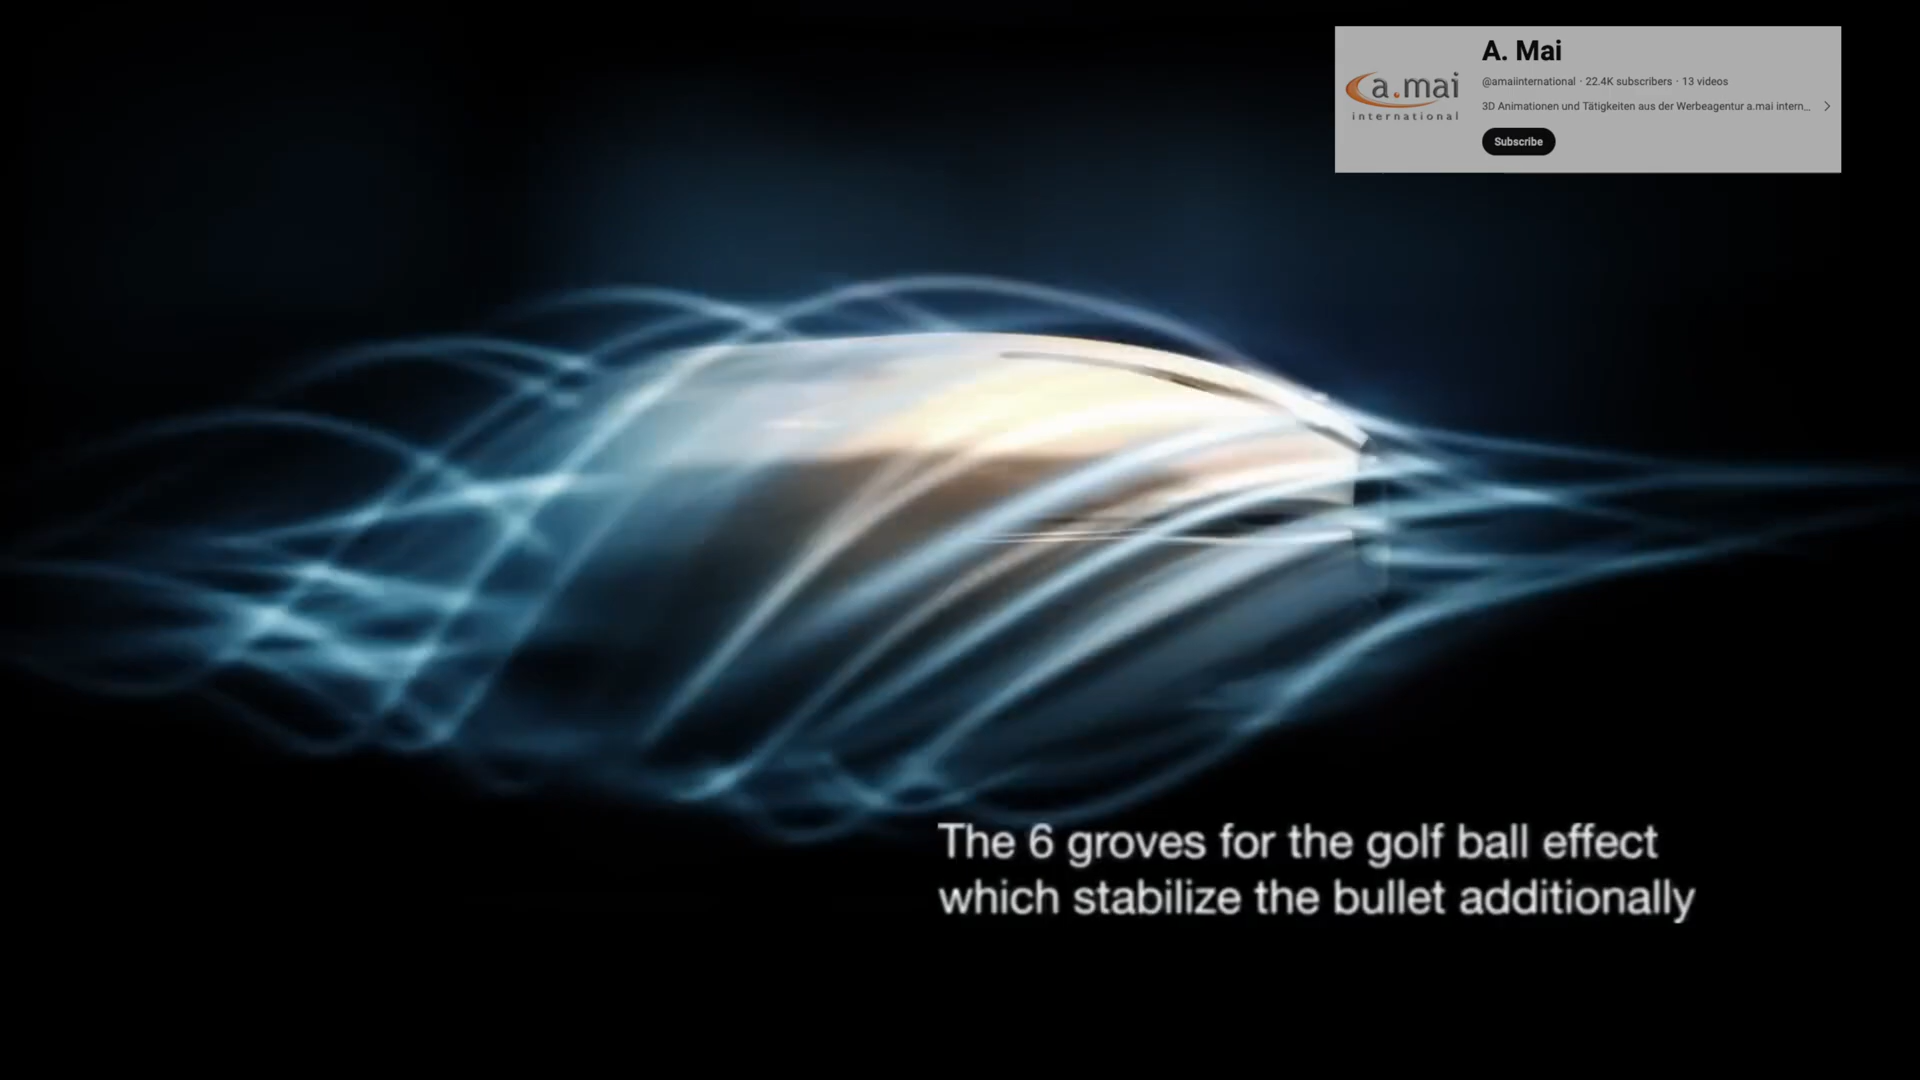 A. Mai
a.mai
international
@amaiinternational · 22.4K subscribers · 13 videos
3D Animationen und Tätigkeiten aus der Werbeagentur a.mai intern...
Subscribe
The 6 groves for the golf ball effect
which stabilize the bullet additionally